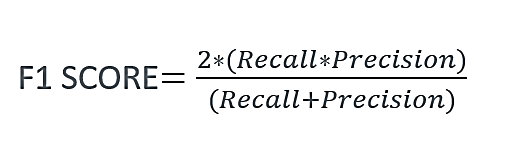 F1 SCORE= 2*(Recall*Precision)
(Recall+Precision)